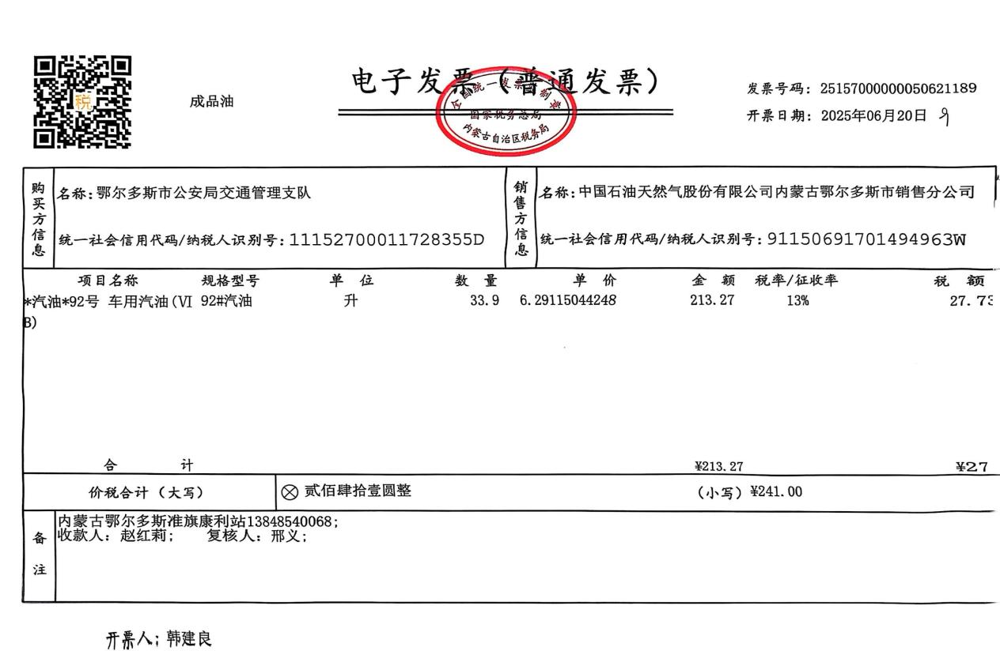 税
成品油
电子发票（普通发票）
全国统一发票监制章
国家税务总局
内蒙古自治区税务局
发票号码：25157000000050621189
开票日期：2025年06月20日
购买方信息
名称：鄂尔多斯市公安局交通管理支队
统一社会信用代码/纳税人识别号：11152700011728355D
销售方信息
名称：中国石油天然气股份有限公司内蒙古鄂尔多斯市销售分公司
统一社会信用代码/纳税人识别号：91150691701494963W
项目名称 规格型号 单 位 数 量 单 价 金 额 税率/征收率 税 额
*汽油*92号 车用汽油(VI 92#汽油 升 33.9 6.29115044248 213.27 13% 27.73
B)
合 计 ¥213.27 ¥27
价税合计（大写） ⊗ 贰佰肆拾壹圆整 （小写）¥241.00
备注
内蒙古鄂尔多斯准旗康利站13848540068;
收款人：赵红莉; 复核人：邢义;
开票人：韩建良